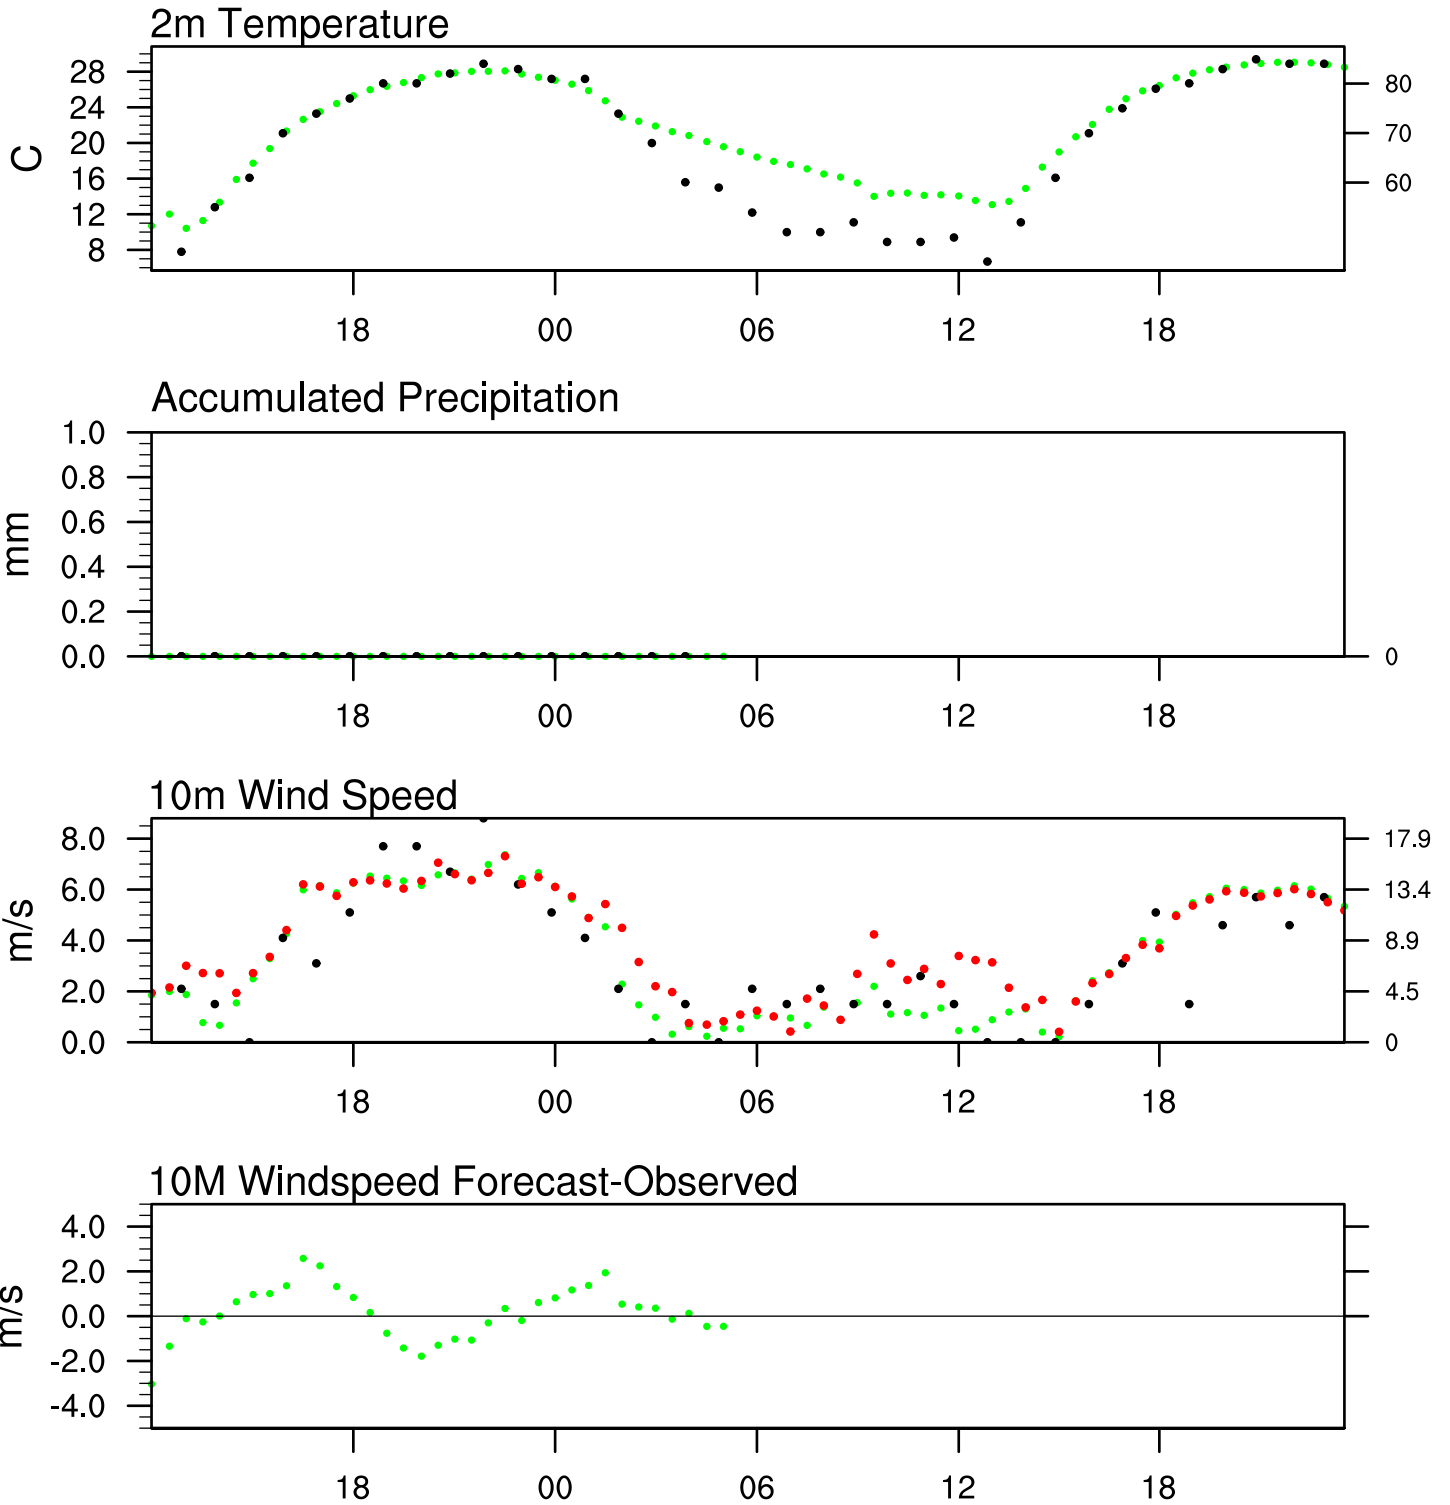 2m Temperature
28
24
20
16
12
8
C
80
70
60
18 00 06 12 18
Accumulated Precipitation
1.0
0.8
0.6
0.4
0.2
0.0
mm
0
18 00 06 12 18
10m Wind Speed
8.0
6.0
4.0
2.0
0.0
m/s
17.9
13.4
8.9
4.5
0
18 00 06 12 18
10M Windspeed Forecast-Observed
4.0
2.0
0.0
-2.0
-4.0
m/s
18 00 06 12 18